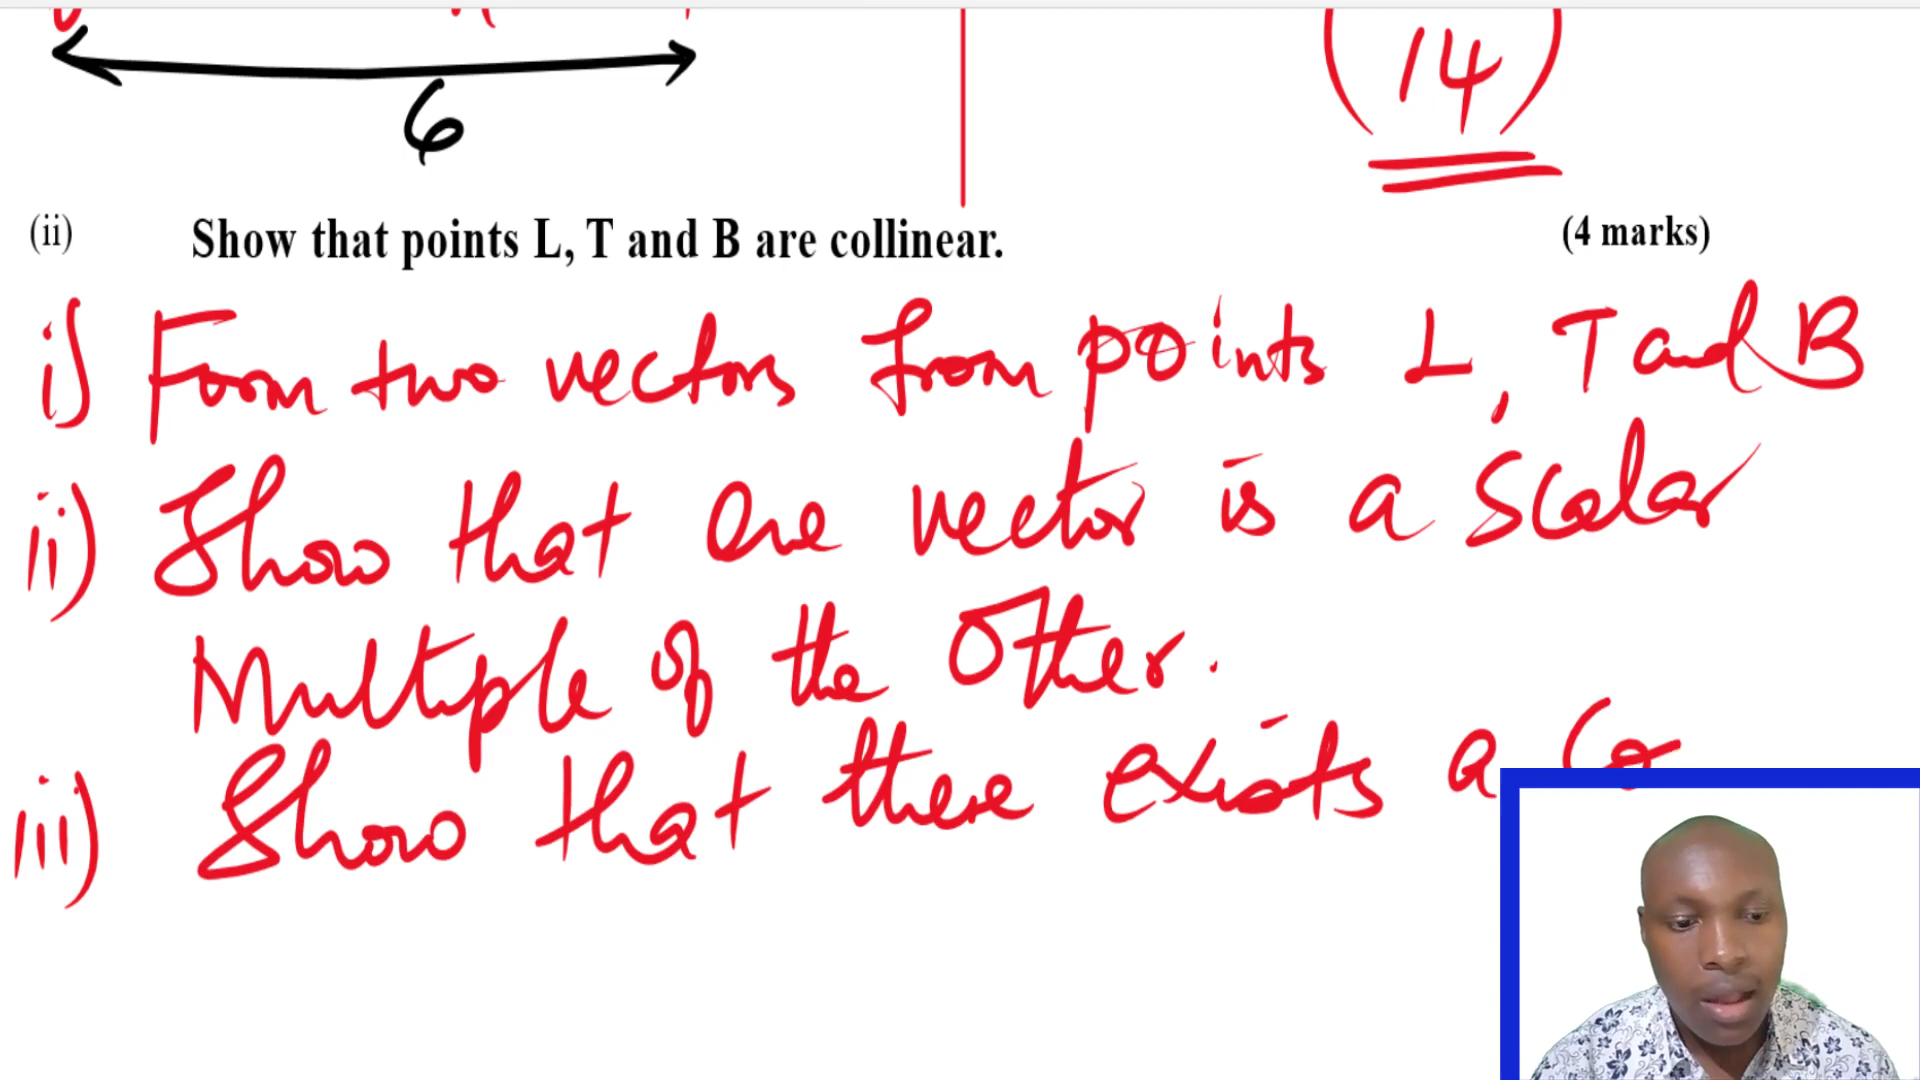 14
6
(ii) Show that points L, T and B are collinear. (4 marks)
i) Form two vectors from points L, T and B
ii) Show that one vector is a Scalar
Multiple of the Other.
iii) Show that there exists a Co